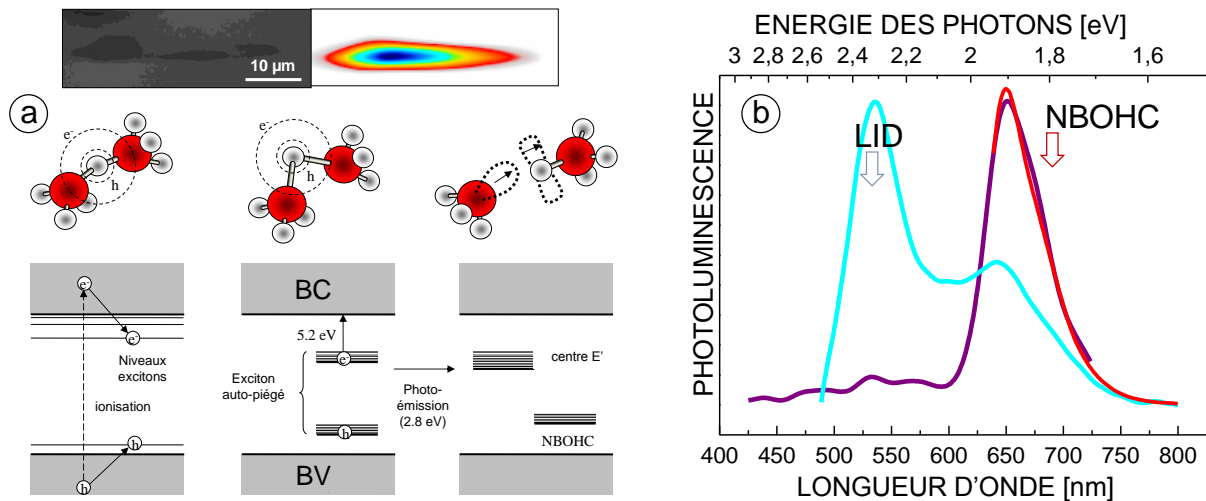 10 µm
a
e-
h
e-
h
BC
BV
e-
e-
h
h
Niveaux
excitons
ionisation
5.2 eV
e-
h
Exciton
auto-piégé
Photo-
émission
(2.8 eV)
centre E'
NBOHC
ENERGIE DES PHOTONS [eV]
3 2,8 2,6 2,4 2,2 2 1,8 1,6
b
LID
NBOHC
PHOTOLUMINESCENCE
400 450 500 550 600 650 700 750 800
LONGUEUR D'ONDE [nm]